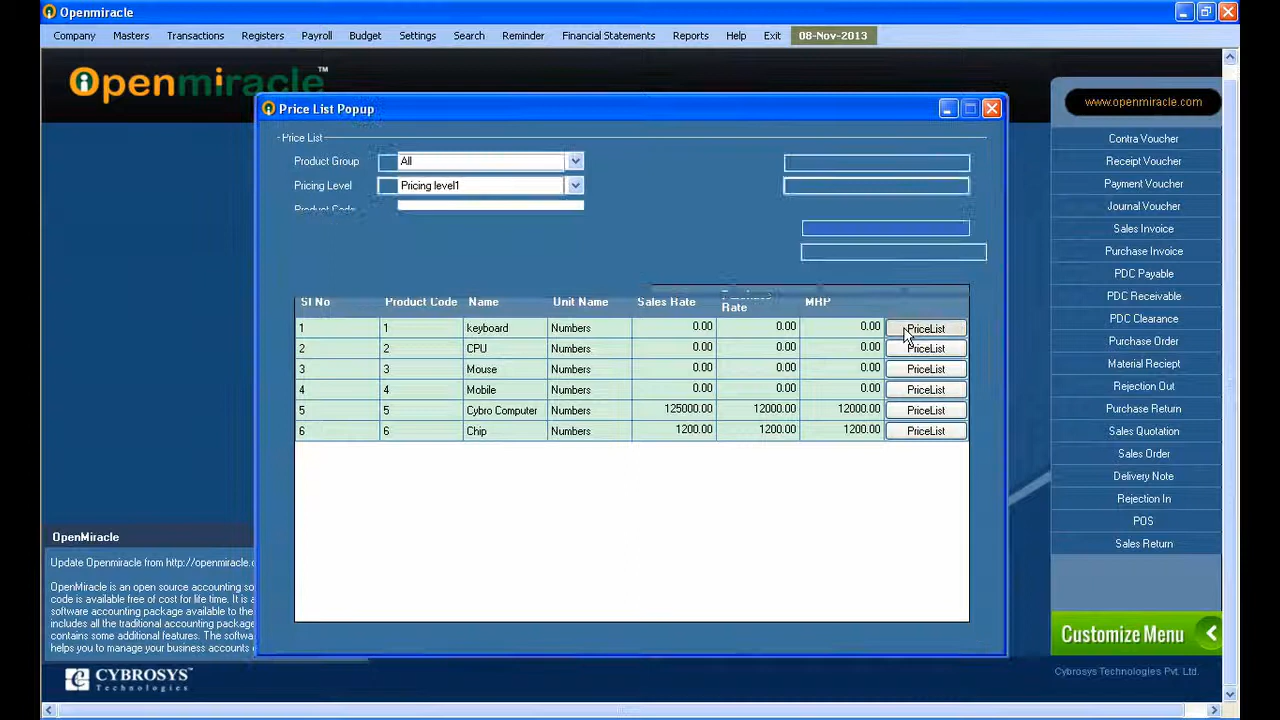 Openmiracle
Company Masters Transactions Registers Payroll Budget Settings Search Reminder Financial Statements Reports Help Exit 08-Nov-2013
Openmiracle™
www.openmiracle.com
Price List Popup
Price List
Product Group All
Pricing Level Pricing level1
Product Code
Sl No Product Code Name Unit Name Sales Rate Purchase Rate MRP
1 1 keyboard Numbers 0.00 0.00 0.00 PriceList
2 2 CPU Numbers 0.00 0.00 0.00 PriceList
3 3 Mouse Numbers 0.00 0.00 0.00 PriceList
4 4 Mobile Numbers 0.00 0.00 0.00 PriceList
5 5 Cybro Computer Numbers 125000.00 12000.00 12000.00 PriceList
6 6 Chip Numbers 1200.00 1200.00 1200.00 PriceList
Contra Voucher
Receipt Voucher
Payment Voucher
Journal Voucher
Sales Invoice
Purchase Invoice
PDC Payable
PDC Receivable
PDC Clearance
Purchase Order
Material Reciept
Rejection Out
Purchase Return
Sales Quotation
Sales Order
Delivery Note
Rejection In
POS
Sales Return
Customize Menu
OpenMiracle
Update Openmiracle from http://openmiracle.
OpenMiracle is an open source accounting so
code is available free of cost for life time. It is a
software accounting package available to the
includes all the traditional accounting package
contains some additional features. The softwa
helps you to manage your business accounts
CYBROSYS™
Technologies
Cybrosys Technologies Pvt. Ltd.